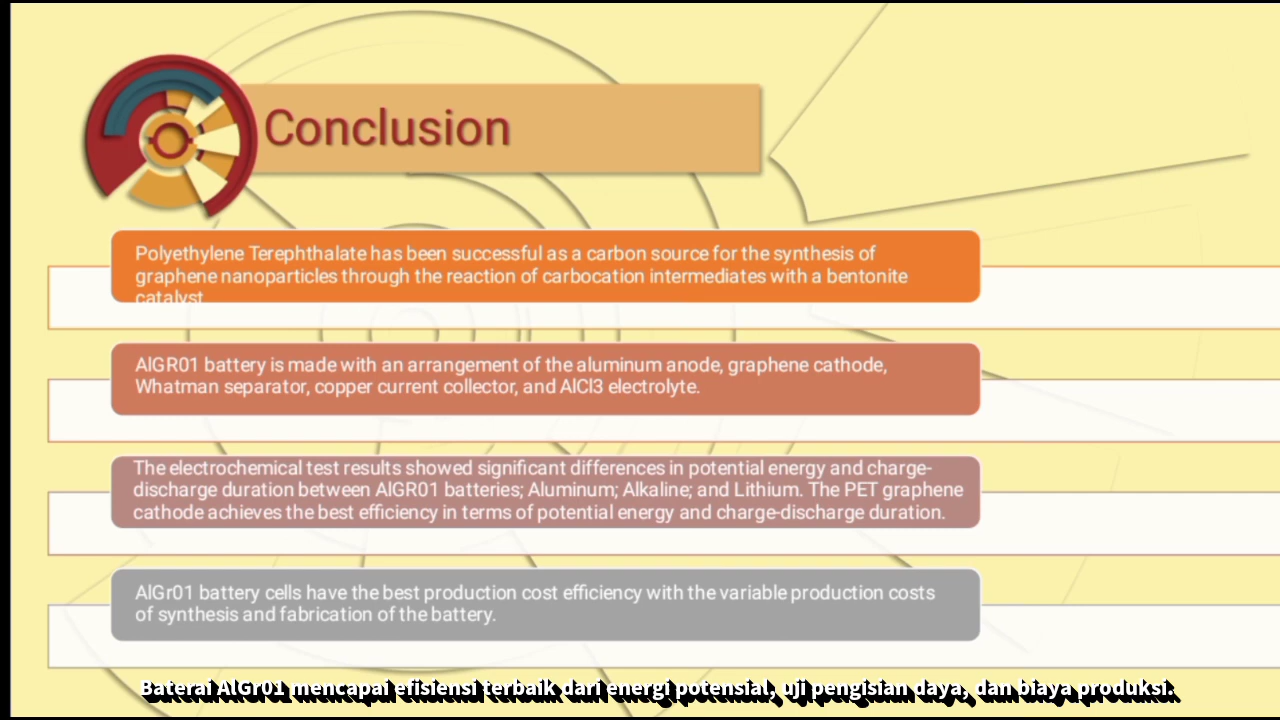 Conclusion
Polyethylene Terephthalate has been successful as a carbon source for the synthesis of
graphene nanoparticles through the reaction of carbocation intermediates with a bentonite
catalyst.
AlGR01 battery is made with an arrangement of the aluminum anode, graphene cathode,
Whatman separator, copper current collector, and AlCl3 electrolyte.
The electrochemical test results showed significant differences in potential energy and charge-
discharge duration between AlGR01 batteries; Aluminum; Alkaline; and Lithium. The PET graphene
cathode achieves the best efficiency in terms of potential energy and charge-discharge duration.
AlGr01 battery cells have the best production cost efficiency with the variable production costs
of synthesis and fabrication of the battery.
Baterai AlGr01 mencapai efisiensi terbaik dari energi potensial, uji pengisian daya, dan biaya produksi.